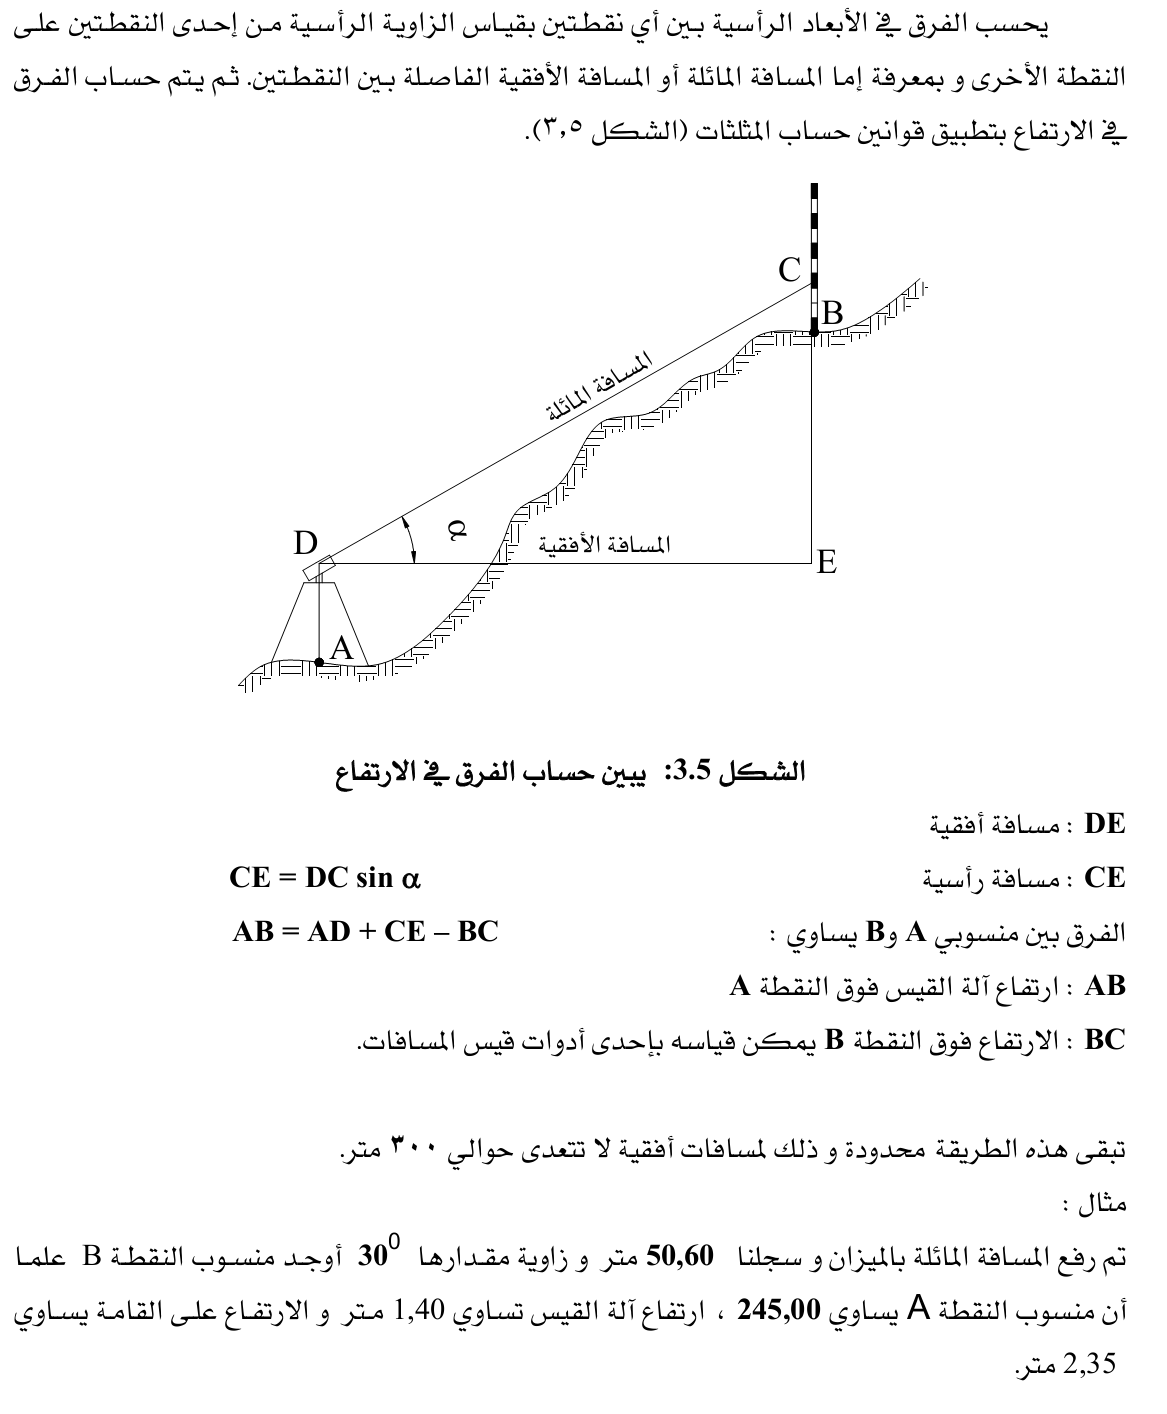 يحسب الفرق في الأبعاد الرأسية بين أي نقطتين بقياس الزاوية الرأسية من إحدى النقطتين على
النقطة الأخرى و بمعرفة إما المسافة المائلة أو المسافة الأفقية الفاصلة بين النقطتين. ثم يتم حساب الفرق
في الارتفاع بتطبيق قوانين حساب المثلثات (الشكل ٣,٥).
C
B
المسافة المائلة
D
α
المسافة الأفقية
E
A
الشكل 3.5: يبين حساب الفرق في الارتفاع
DE : مسافة أفقية
CE : مسافة رأسية CE = DC sin α
الفرق بين منسوبي A وB يساوي : AB = AD + CE – BC
AB : ارتفاع آلة القيس فوق النقطة A
BC : الارتفاع فوق النقطة B يمكن قياسه بإحدى أدوات قيس المسافات.
تبقى هذه الطريقة محدودة و ذلك لمسافات أفقية لا تتعدى حوالي ٣٠٠ متر.
مثال :
تم رفع المسافة المائلة بالميزان و سجلنا 50,60 متر و زاوية مقدارها 30⁰ أوجد منسوب النقطة B علما
أن منسوب النقطة A يساوي 245,00 ، ارتفاع آلة القيس تساوي 1,40 متر و الارتفاع على القامة يساوي
2,35 متر.